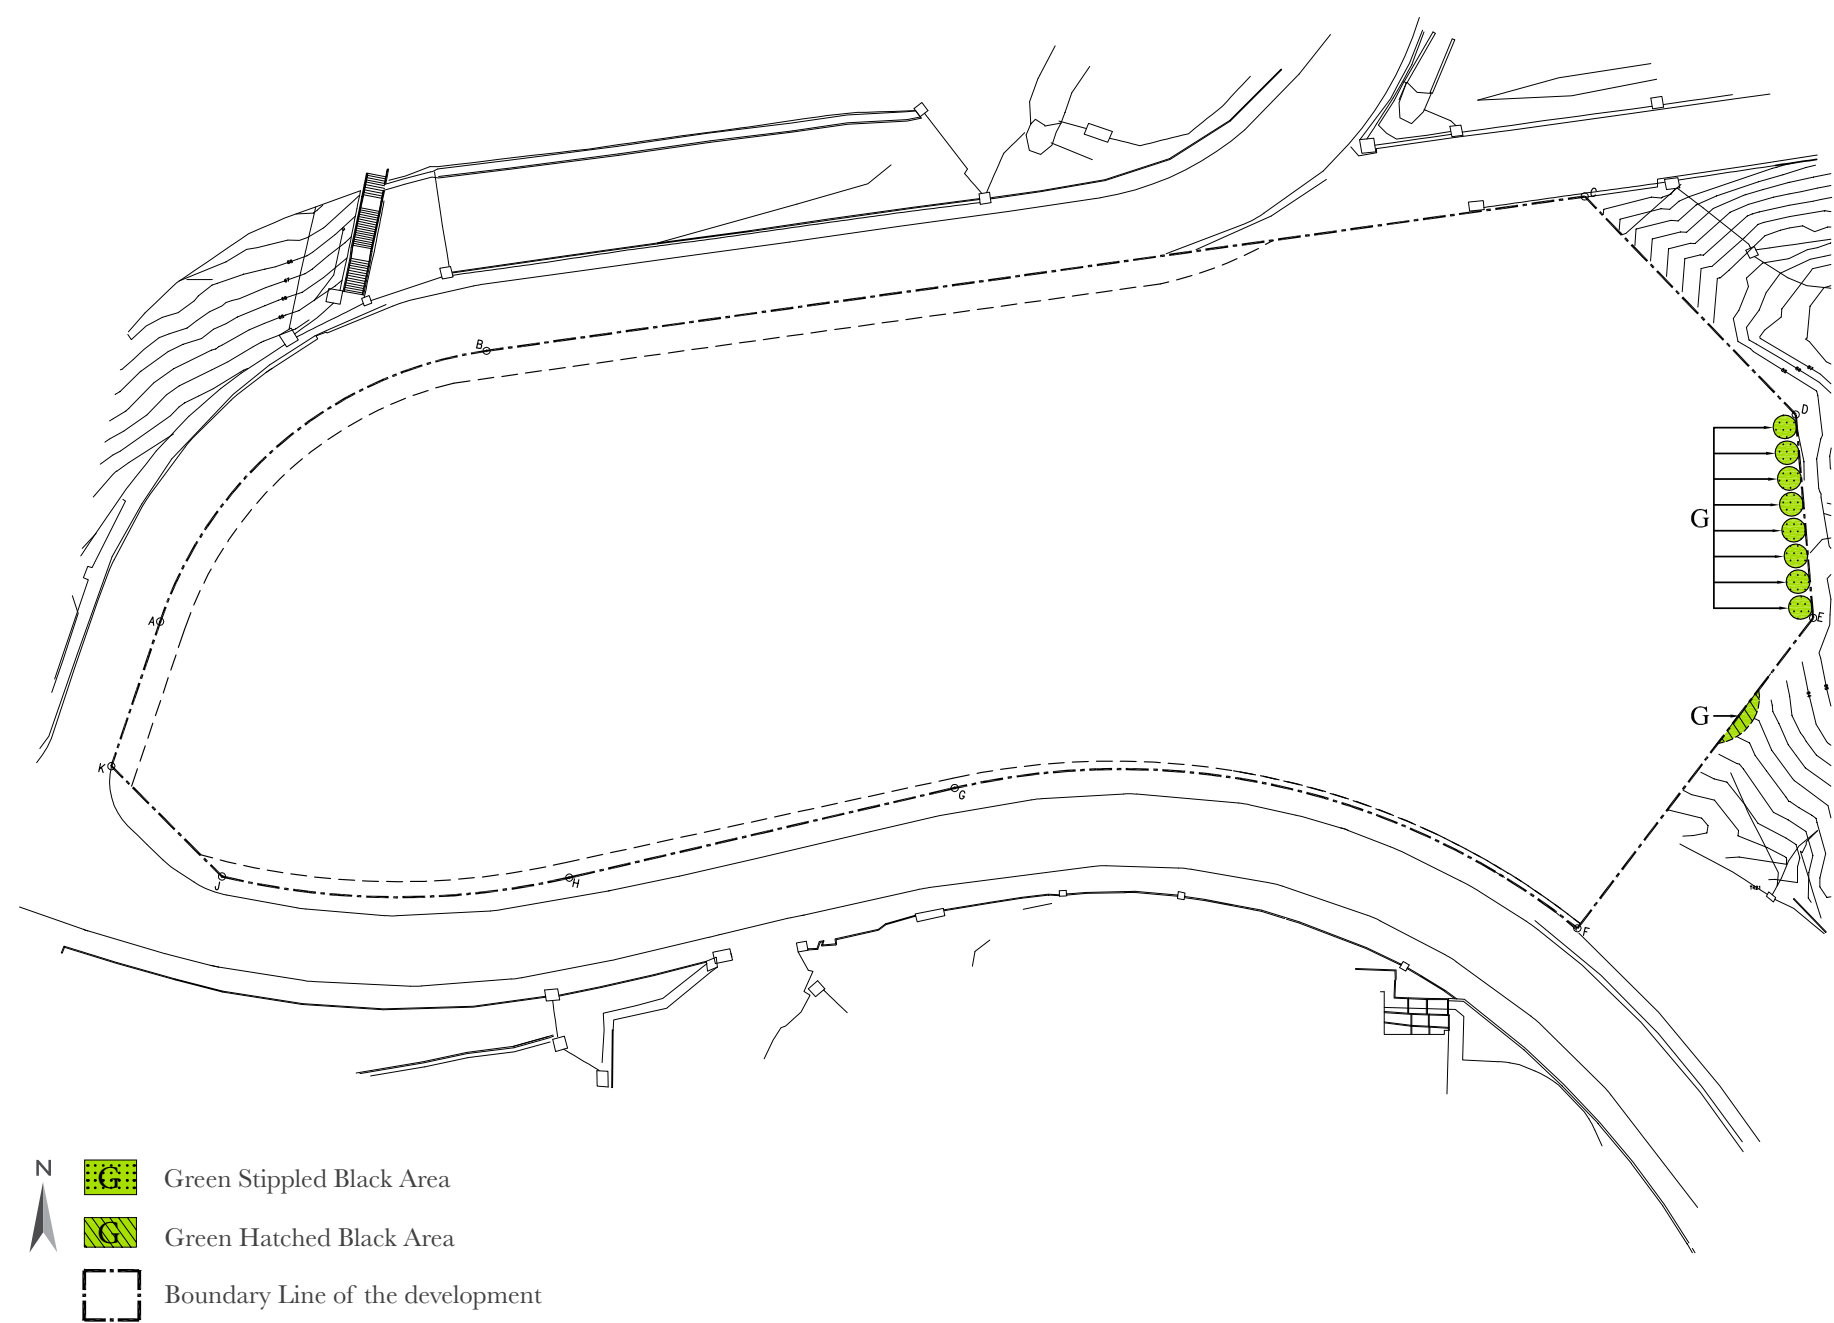 C
B
D
G
A
E
G
K
G
J
H
F
N
G Green Stippled Black Area
G Green Hatched Black Area
Boundary Line of the development